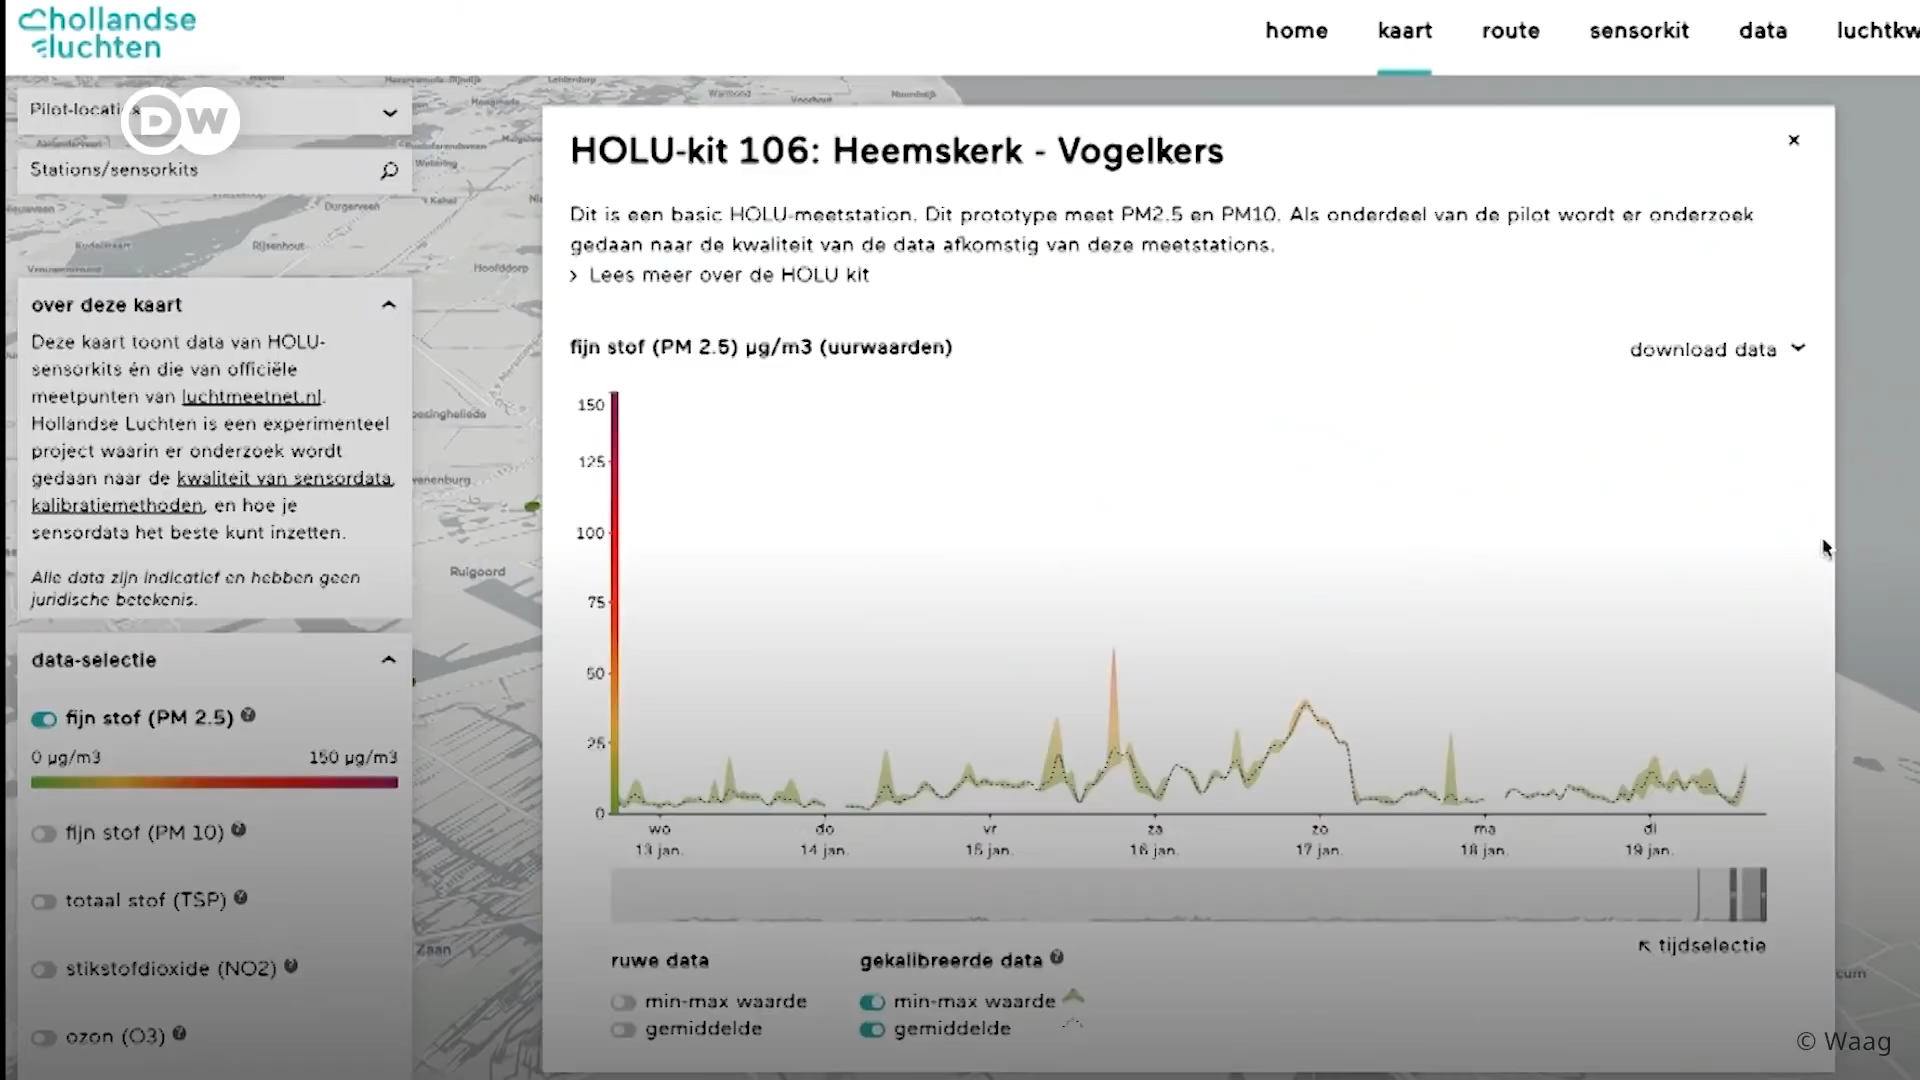 hollandse
luchten
home kaart route sensorkit data luchtkw
Pilot-locati
DW
Stations/sensorkits
over deze kaart
Deze kaart toont data van HOLU-
sensorkits én die van officiële
meetpunten van luchtmeetnet.nl.
Hollandse Luchten is een experimenteel
project waarin er onderzoek wordt
gedaan naar de kwaliteit van sensordata,
kalibratiemethoden, en hoe je
sensordata het beste kunt inzetten.
Alle data zijn indicatief en hebben geen
juridische betekenis.
data-selectie
fijn stof (PM 2.5)
0 µg/m3 150 µg/m3
fijn stof (PM 10)
totaal stof (TSP)
stikstofdioxide (NO2)
ozon (O3)
Rijsenhout
Hoofddorp
Ruigoord
Zaan
HOLU-kit 106: Heemskerk - Vogelkers
×
Dit is een basic HOLU-meetstation. Dit prototype meet PM2.5 en PM10. Als onderdeel van de pilot wordt er onderzoek
gedaan naar de kwaliteit van de data afkomstig van deze meetstations.
> Lees meer over de HOLU kit
fijn stof (PM 2.5) µg/m3 (uurwaarden)
download data
150
125
100
75
50
25
0
wo do vr za zo ma di
13 jan. 14 jan. 15 jan. 16 jan. 17 jan. 18 jan. 19 jan.
tijdselectie
ruwe data gekalibreerde data
min-max waarde min-max waarde
gemiddelde gemiddelde
cum
© Waag